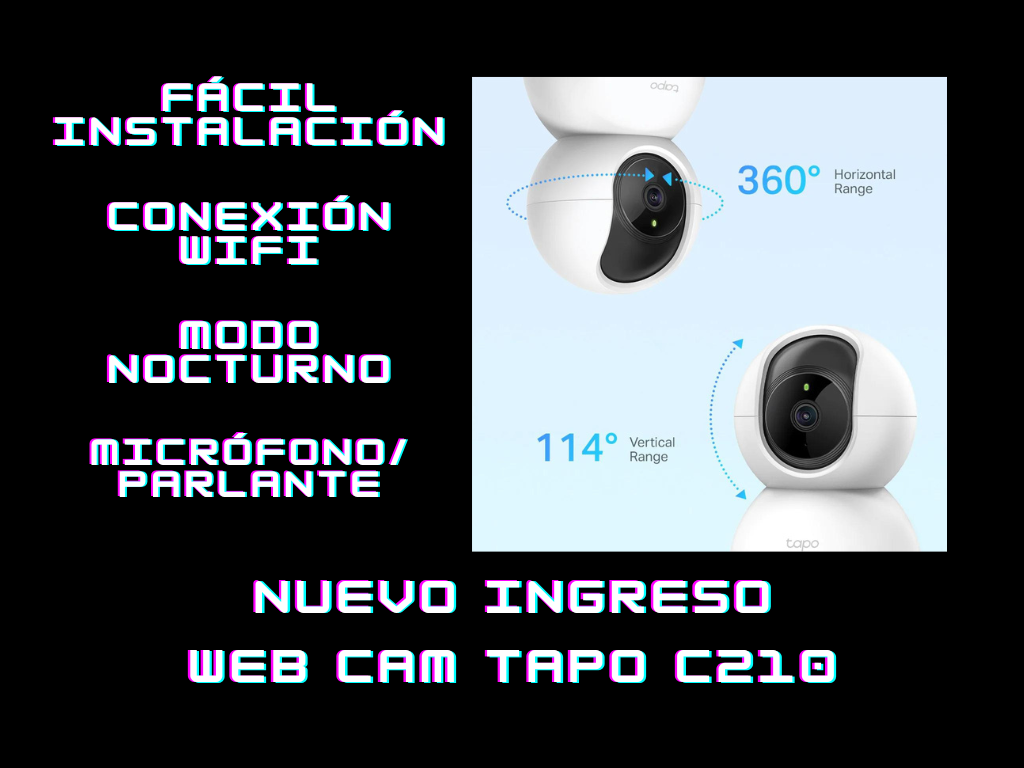 FÁCIL
INSTALACIÓN
CONEXIÓN
WIFI
MODO
NOCTURNO
MICRÓFONO/
PARLANTE
tapo
360° Horizontal
Range
114° Vertical
Range
tapo
NUEVO INGRESO
WEB CAM TAPO C210